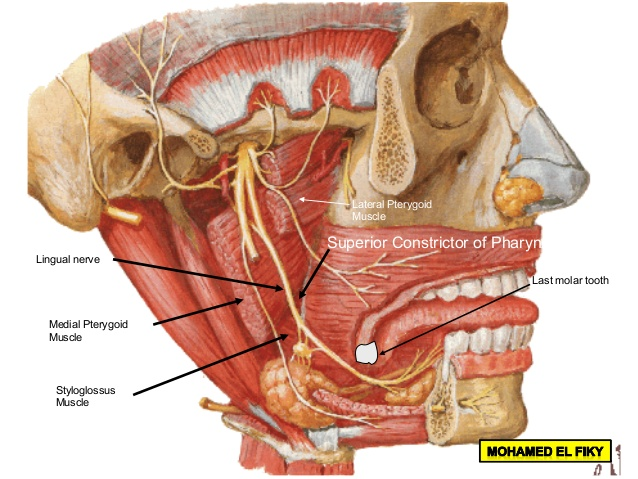 Lateral Pterygoid
Muscle
Superior Constrictor of Pharyn
Lingual nerve
Last molar tooth
Medial Pterygoid
Muscle
Styloglossus
Muscle
MOHAMED EL FIKY